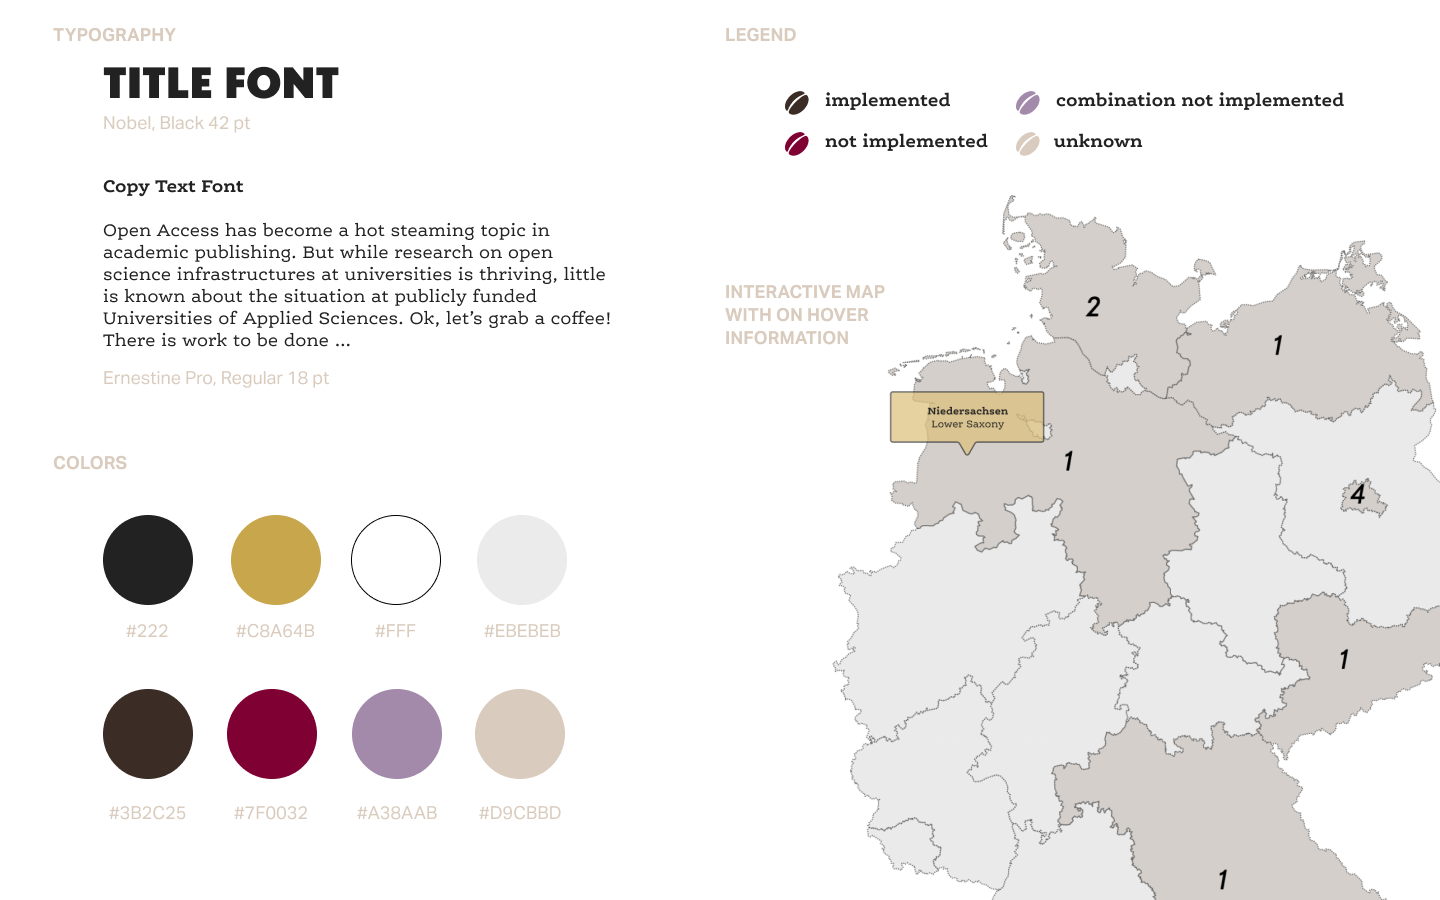 TYPOGRAPHY
TITLE FONT
Nobel, Black 42 pt
Copy Text Font
Open Access has become a hot steaming topic in
academic publishing. But while research on open
science infrastructures at universities is thriving, little
is known about the situation at publicly funded
Universities of Applied Sciences. Ok, let’s grab a coffee!
There is work to be done ...
Ernestine Pro, Regular 18 pt
COLORS
#222
#C8A64B
#FFF
#EBEBEB
#3B2C25
#7F0032
#A38AAB
#D9CBBD
LEGEND
implemented
combination not implemented
not implemented
unknown
INTERACTIVE MAP
WITH ON HOVER
INFORMATION
2
1
Niedersachsen
Lower Saxony
1
4
1
1